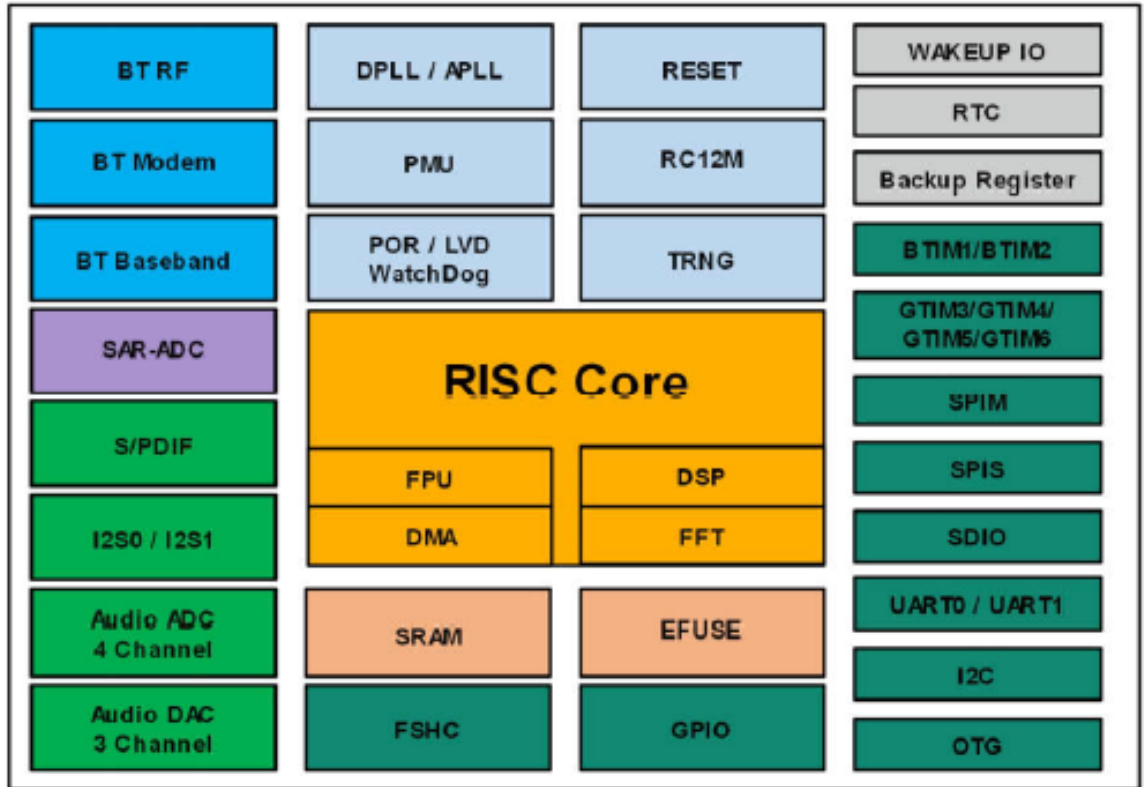 BT RF
BT Modem
BT Baseband
SAR-ADC
S/PDIF
I2S0 / I2S1
Audio ADC
4 Channel
Audio DAC
3 Channel
DPLL / APLL
RESET
PMU
RC12M
POR / LVD
WatchDog
TRNG
RISC Core
FPU
DSP
DMA
FFT
SRAM
EFUSE
FSHC
GPIO
WAKEUP IO
RTC
Backup Register
BTIM1/BTIM2
GTIM3/GTIM4/
GTIM5/GTIM6
SPIM
SPIS
SDIO
UART0 / UART1
I2C
OTG